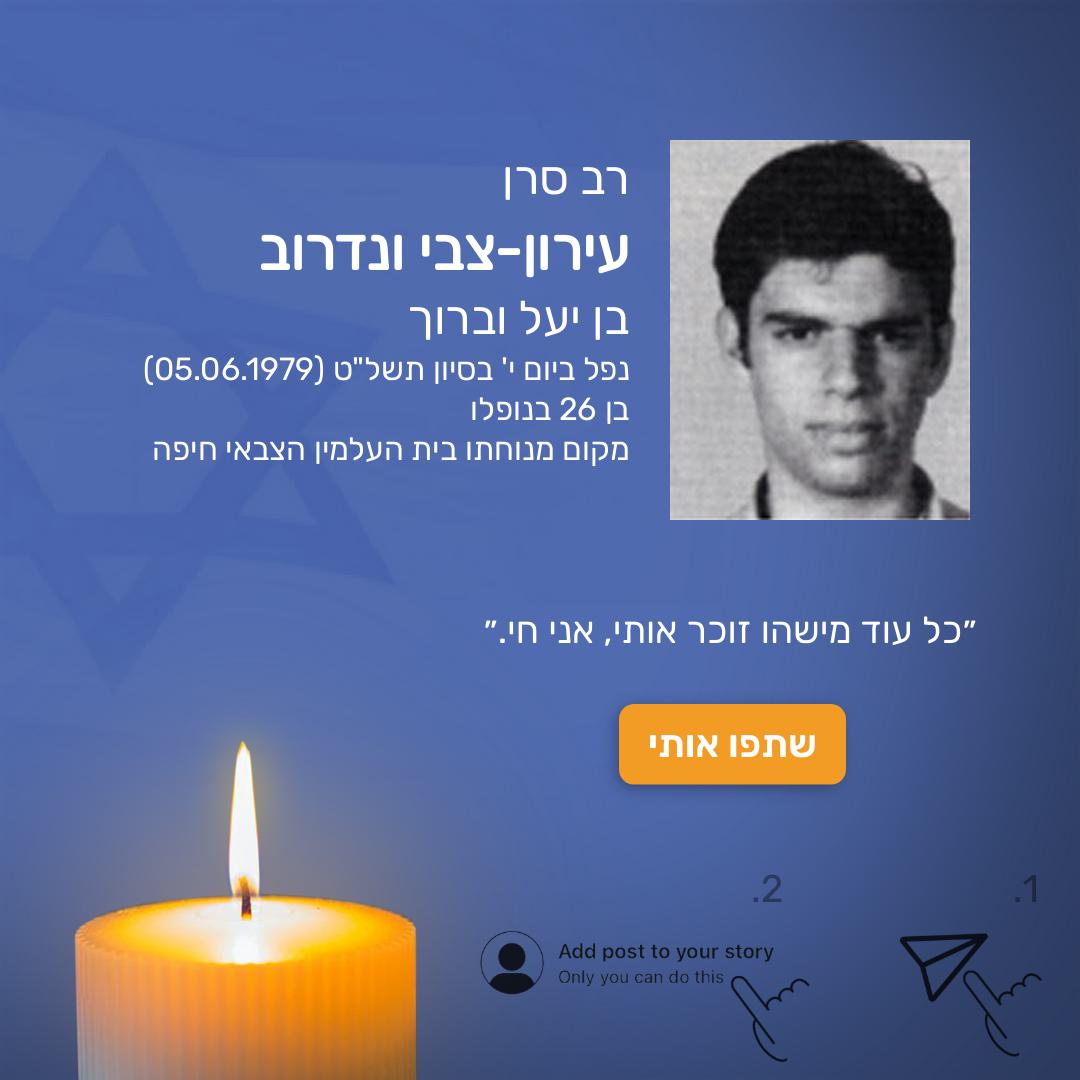 רב סרן
עירון-צבי ונדרוב
בן יעל וברוך
נפל ביום י' בסיון תשל"ט (05.06.1979)
בן 26 בנופלו
מקום מנוחתו בית העלמין הצבאי חיפה
״כל עוד מישהו זוכר אותי, אני חי.״
שתפו אותי
1.
2.
Add post to your story
Only you can do this